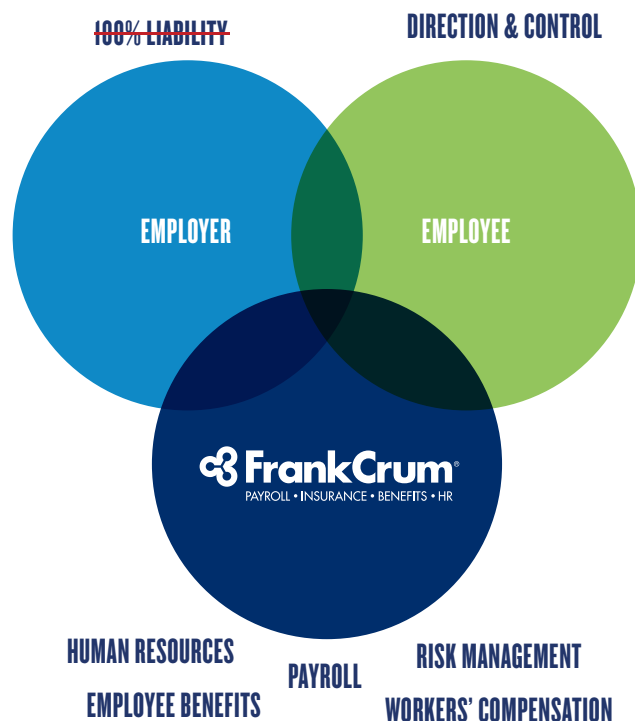 100% LIABILITY
DIRECTION & CONTROL
EMPLOYER
EMPLOYEE
FrankCrum®
PAYROLL • INSURANCE • BENEFITS • HR
HUMAN RESOURCES
PAYROLL
RISK MANAGEMENT
EMPLOYEE BENEFITS
WORKERS’ COMPENSATION